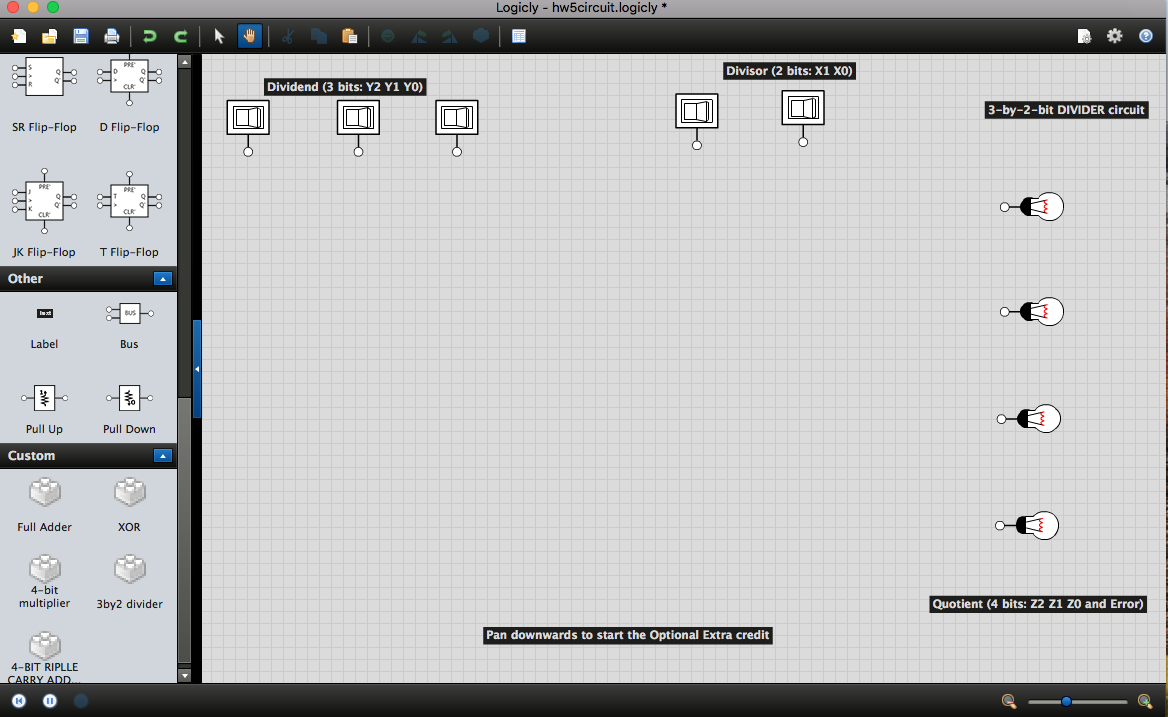 Logicly - hw5circuit.logicly *
S
>
R
Q
Q'
PRE'
D
>
Q
Q'
CLR'
SR Flip-Flop
D Flip-Flop
PRE'
J
>
K
Q
Q'
CLR'
PRE'
T
>
Q
Q'
CLR'
JK Flip-Flop
T Flip-Flop
Other
Text
BUS
Label
Bus
Pull Up
Pull Down
Custom
Full Adder
XOR
4-bit
multiplier
3by2 divider
4-BIT RIPLLE
CARRY ADD...
Dividend (3 bits: Y2 Y1 Y0)
Divisor (2 bits: X1 X0)
3-by-2-bit DIVIDER circuit
Quotient (4 bits: Z2 Z1 Z0 and Error)
Pan downwards to start the Optional Extra credit